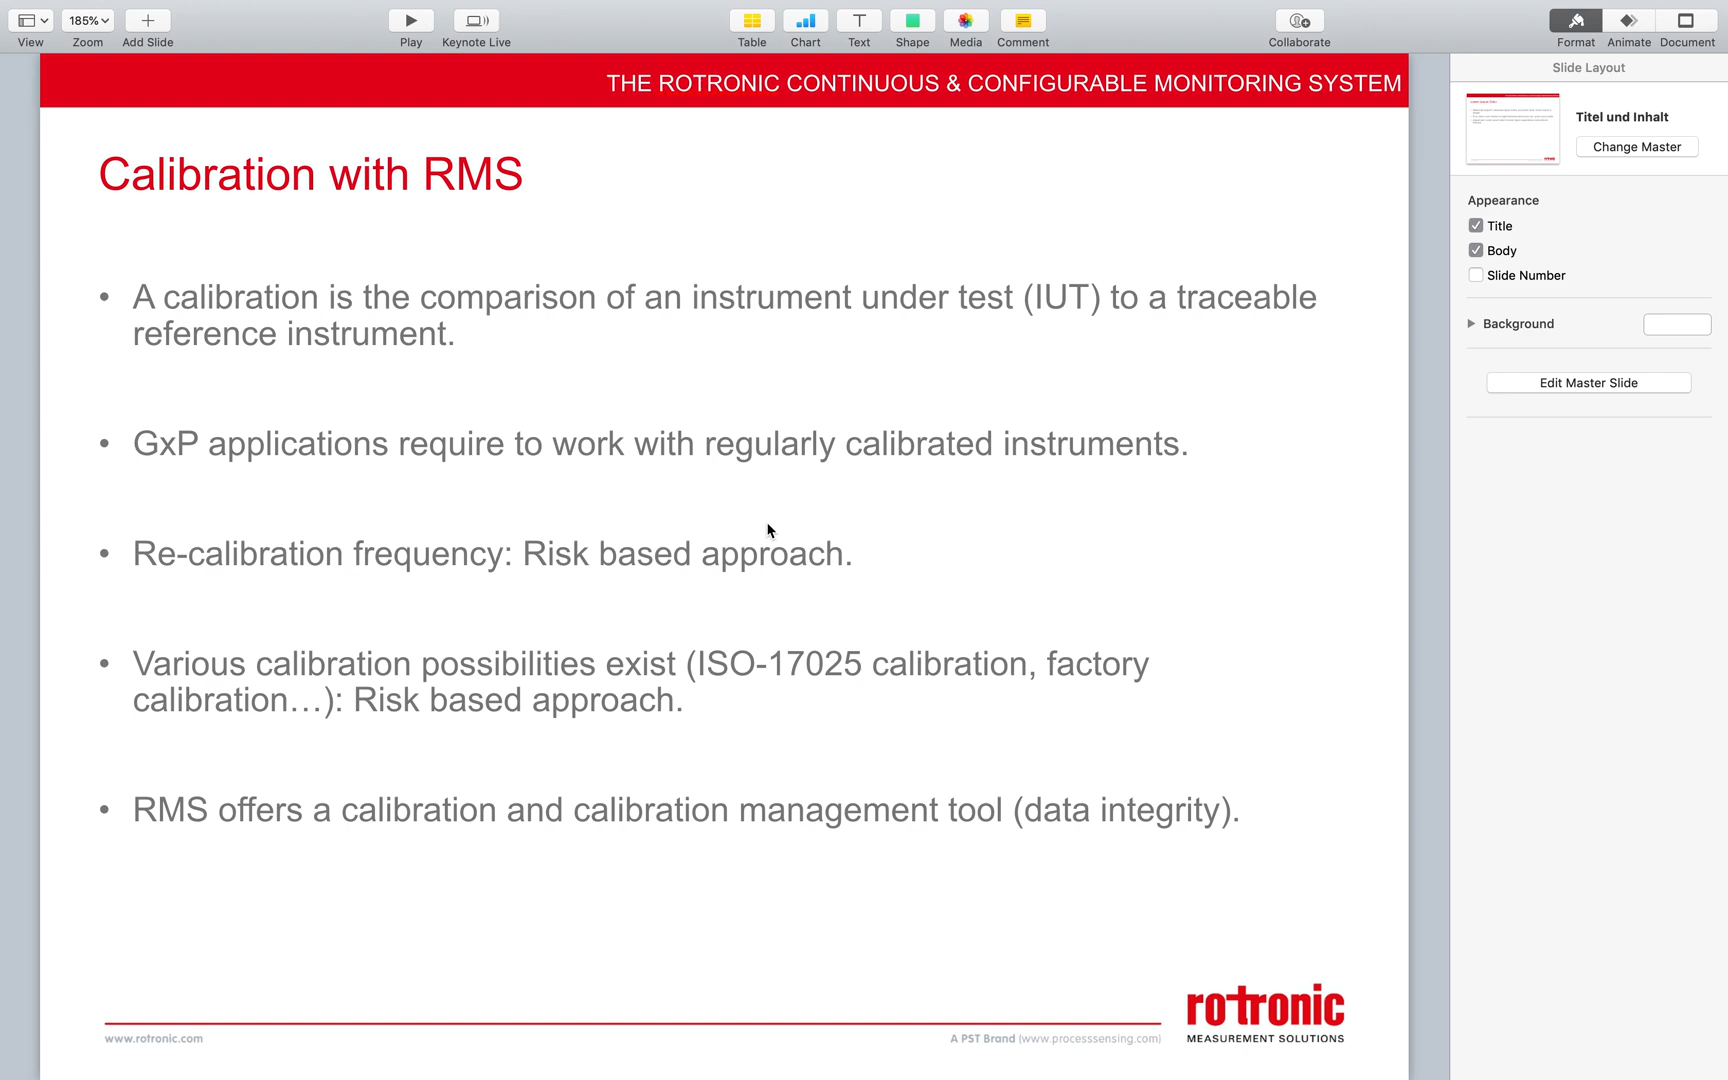 185%
View
Zoom
Add Slide
Play
Keynote Live
Table
Chart
T
Text
Shape
Media
Comment
Collaborate
Format
Animate
Document
THE ROTRONIC CONTINUOUS & CONFIGURABLE MONITORING SYSTEM
Calibration with RMS
• A calibration is the comparison of an instrument under test (IUT) to a traceable
reference instrument.
• GxP applications require to work with regularly calibrated instruments.
• Re-calibration frequency: Risk based approach.
• Various calibration possibilities exist (ISO-17025 calibration, factory
calibration…): Risk based approach.
• RMS offers a calibration and calibration management tool (data integrity).
www.rotronic.com
A PST Brand (www.processsensing.com)
rotronic
MEASUREMENT SOLUTIONS
Slide Layout
Titel und Inhalt
Change Master
Appearance
Title
Body
Slide Number
Background
Edit Master Slide